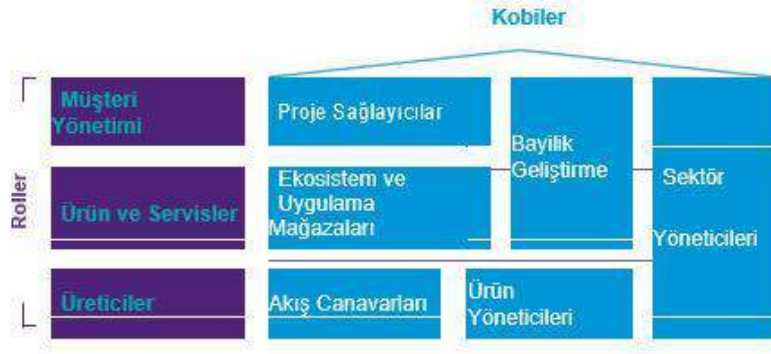 Kobiler
Roller
Müşteri
Yönetimi
Proje Sağlayıcılar
Bayilik
Geliştirme
Sektör
Yöneticileri
Ürün ve Servisler
Ekosistem ve
Uygulama
Mağazaları
Üreticiler
Akış Canavarları
Ürün
Yöneticileri